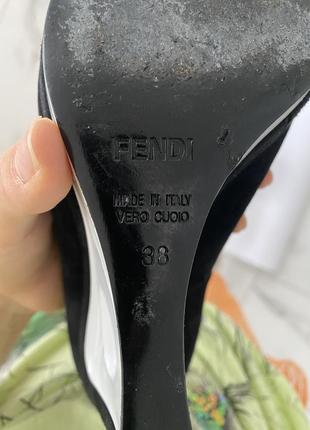 FENDI
MADE IN ITALY
VERO CUOIO
38